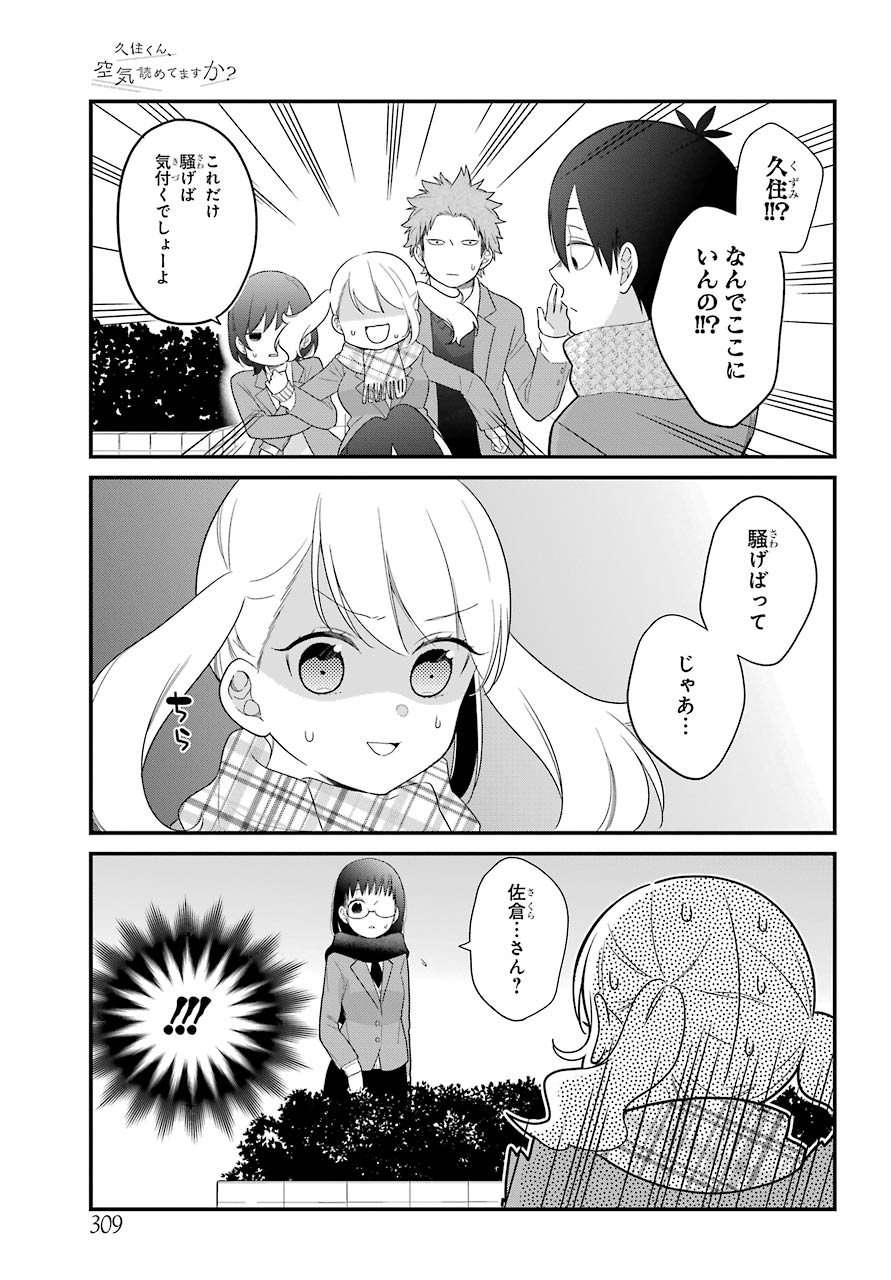 久住くん、
空気読めてますか?
久住!!?
なんでここに
いんの!!?
これだけ
騒げば
気付くでしょーよ
騒げばって
じゃあ…
ちら
佐倉…さん?
!!!
309